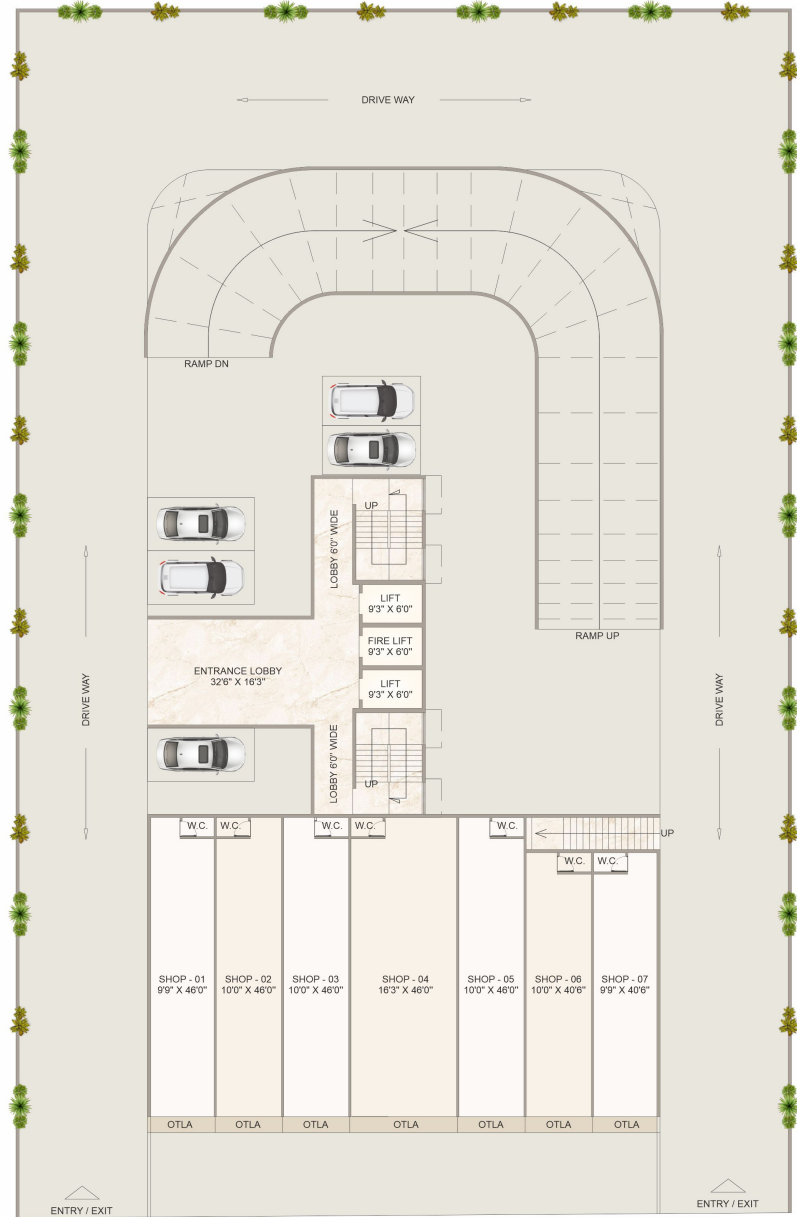 DRIVE WAY
RAMP DN
UP
LOBBY 6'0" WIDE
LIFT
9'3" X 6'0"
FIRE LIFT
9'3" X 6'0"
RAMP UP
ENTRANCE LOBBY
32'6" X 16'3"
LIFT
9'3" X 6'0"
DRIVE WAY
DRIVE WAY
LOBBY 6'0" WIDE
UP
W.C.
W.C.
W.C.
W.C.
W.C.
UP
W.C.
W.C.
SHOP - 01
9'9" X 46'0"
SHOP - 02
10'0" X 46'0"
SHOP - 03
10'0" X 46'0"
SHOP - 04
16'3" X 46'0"
SHOP - 05
10'0" X 46'0"
SHOP - 06
10'0" X 40'6"
SHOP - 07
9'9" X 40'6"
OTLA
OTLA
OTLA
OTLA
OTLA
OTLA
OTLA
ENTRY / EXIT
ENTRY / EXIT